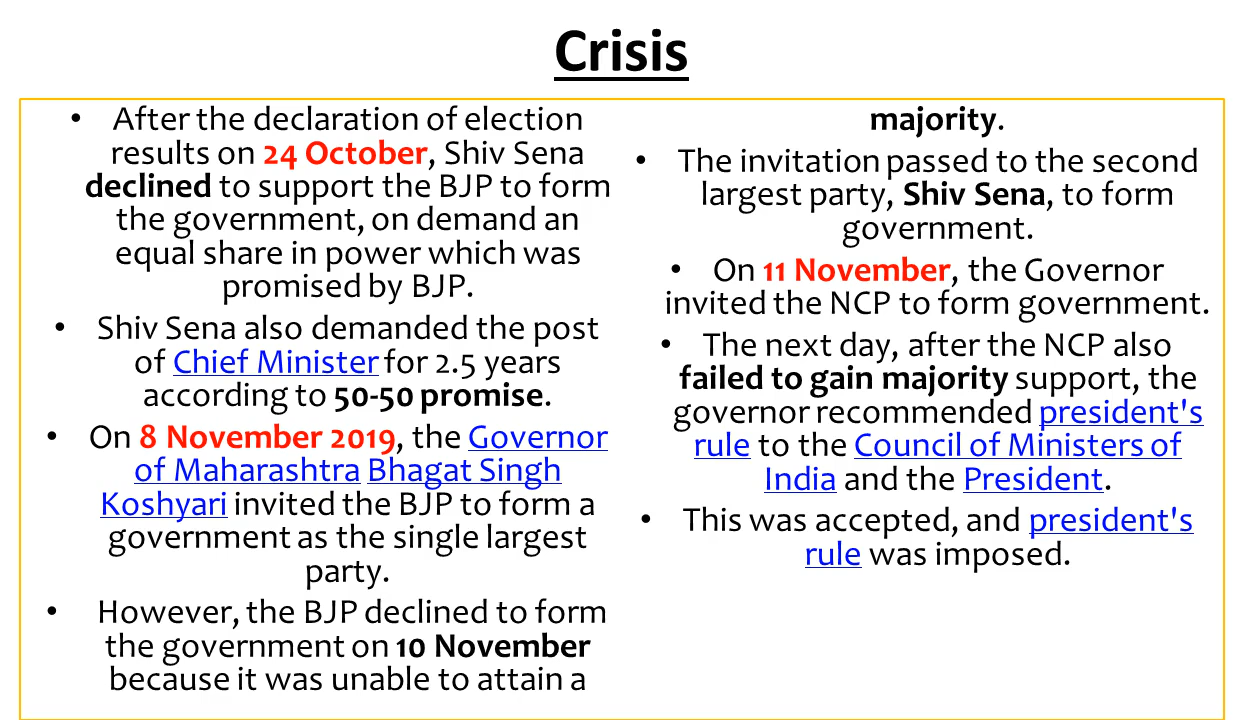 Crisis
• After the declaration of election
results on 24 October, Shiv Sena
declined to support the BJP to form
the government, on demand an
equal share in power which was
promised by BJP.
• Shiv Sena also demanded the post
of Chief Minister for 2.5 years
according to 50-50 promise.
• On 8 November 2019, the Governor
of Maharashtra Bhagat Singh
Koshyari invited the BJP to form a
government as the single largest
party.
• However, the BJP declined to form
the government on 10 November
because it was unable to attain a
majority.
• The invitation passed to the second
largest party, Shiv Sena, to form
government.
• On 11 November, the Governor
invited the NCP to form government.
• The next day, after the NCP also
failed to gain majority support, the
governor recommended president's
rule to the Council of Ministers of
India and the President.
• This was accepted, and president's
rule was imposed.